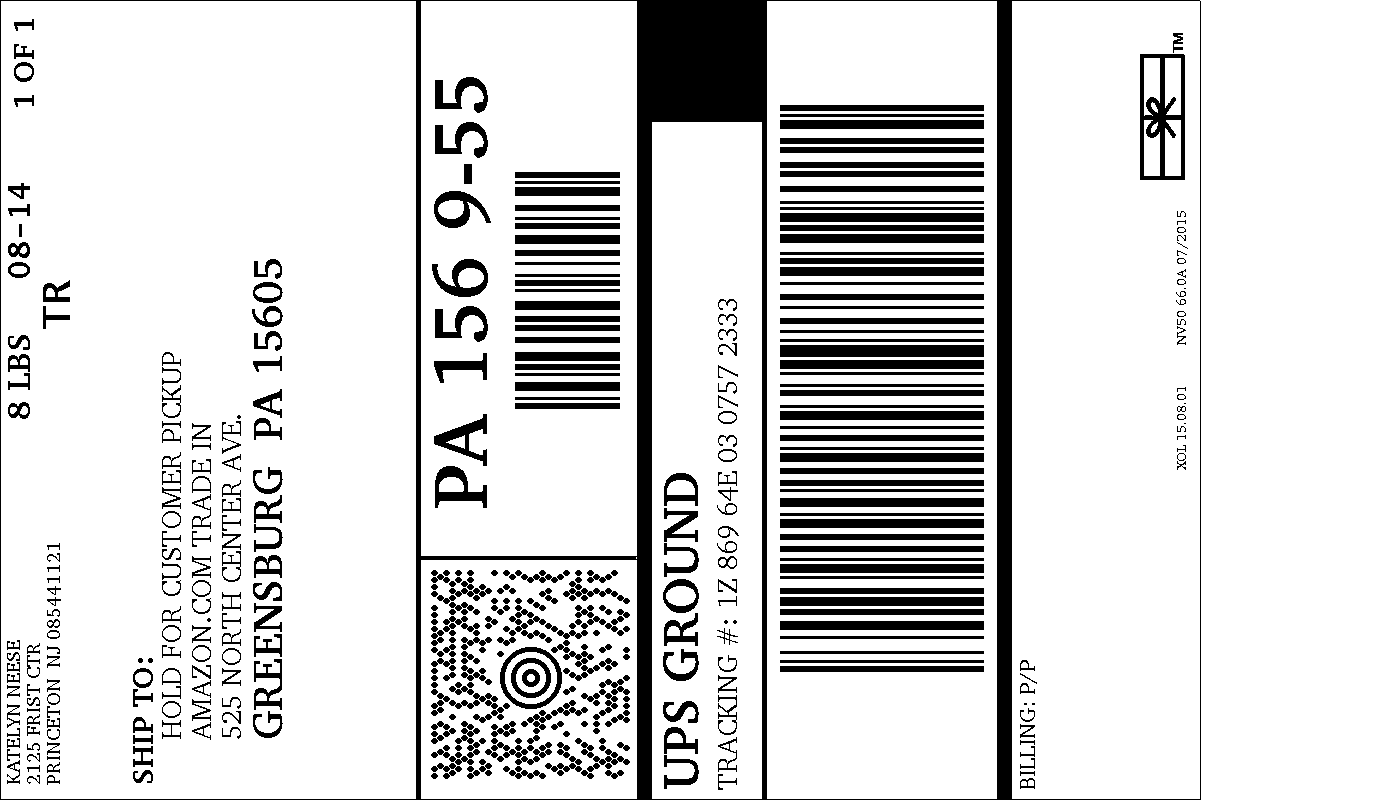 KATELYN NEESE
2125 FRIST CTR
PRINCETON NJ 085441121
8 LBS 08-14 1 OF 1
TR
SHIP TO:
HOLD FOR CUSTOMER PICKUP
AMAZON.COM TRADE IN
525 NORTH CENTER AVE.
GREENSBURG PA 15605
PA 156 9-55
UPS GROUND
TRACKING #: 1Z 869 64E 03 0757 2333
BILLING: P/P
XOL 15.08.01 NV50 66.0A 07/2015
TM